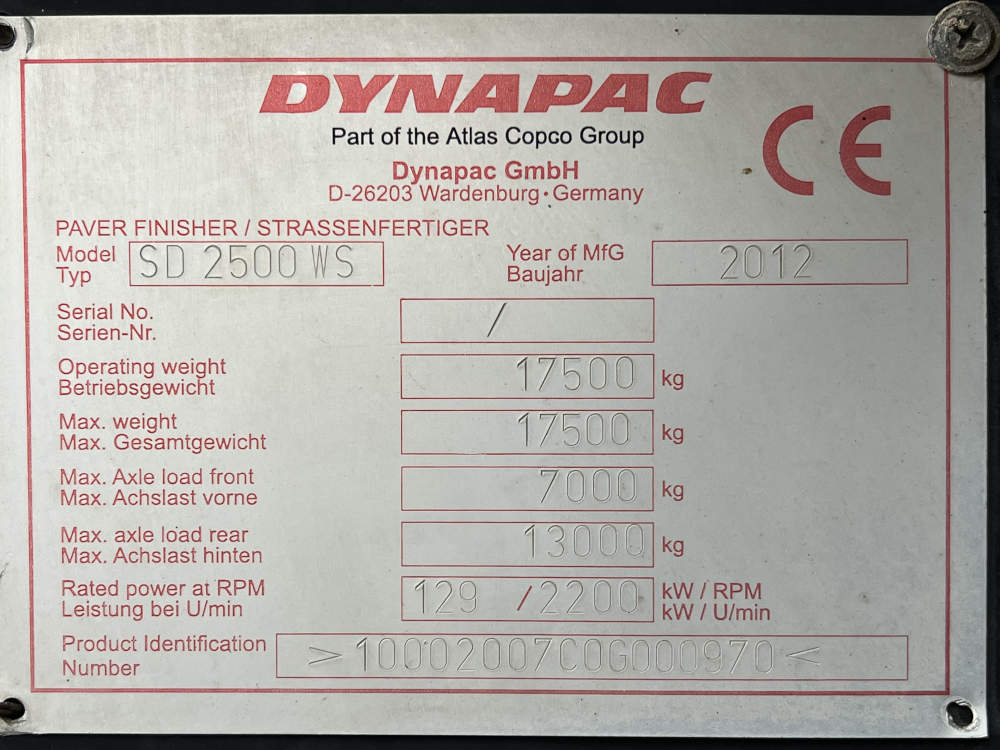 DYNAPAC
Part of the Atlas Copco Group
Dynapac GmbH
D-26203 Wardenburg • Germany
CE
PAVER FINISHER / STRASSENFERTIGER
Model SD 2500 WS Year of MfG 2012
Typ Baujahr
Serial No. /
Serien-Nr.
Operating weight 17500 kg
Betriebsgewicht
Max. weight 17500 kg
Max. Gesamtgewicht
Max. Axle load front 7000 kg
Max. Achslast vorne
Max. axle load rear 13000 kg
Max. Achslast hinten
Rated power at RPM 129 / 2200 kW / RPM
Leistung bei U/min kW / U/min
Product Identification >10002007C0G000970<
Number